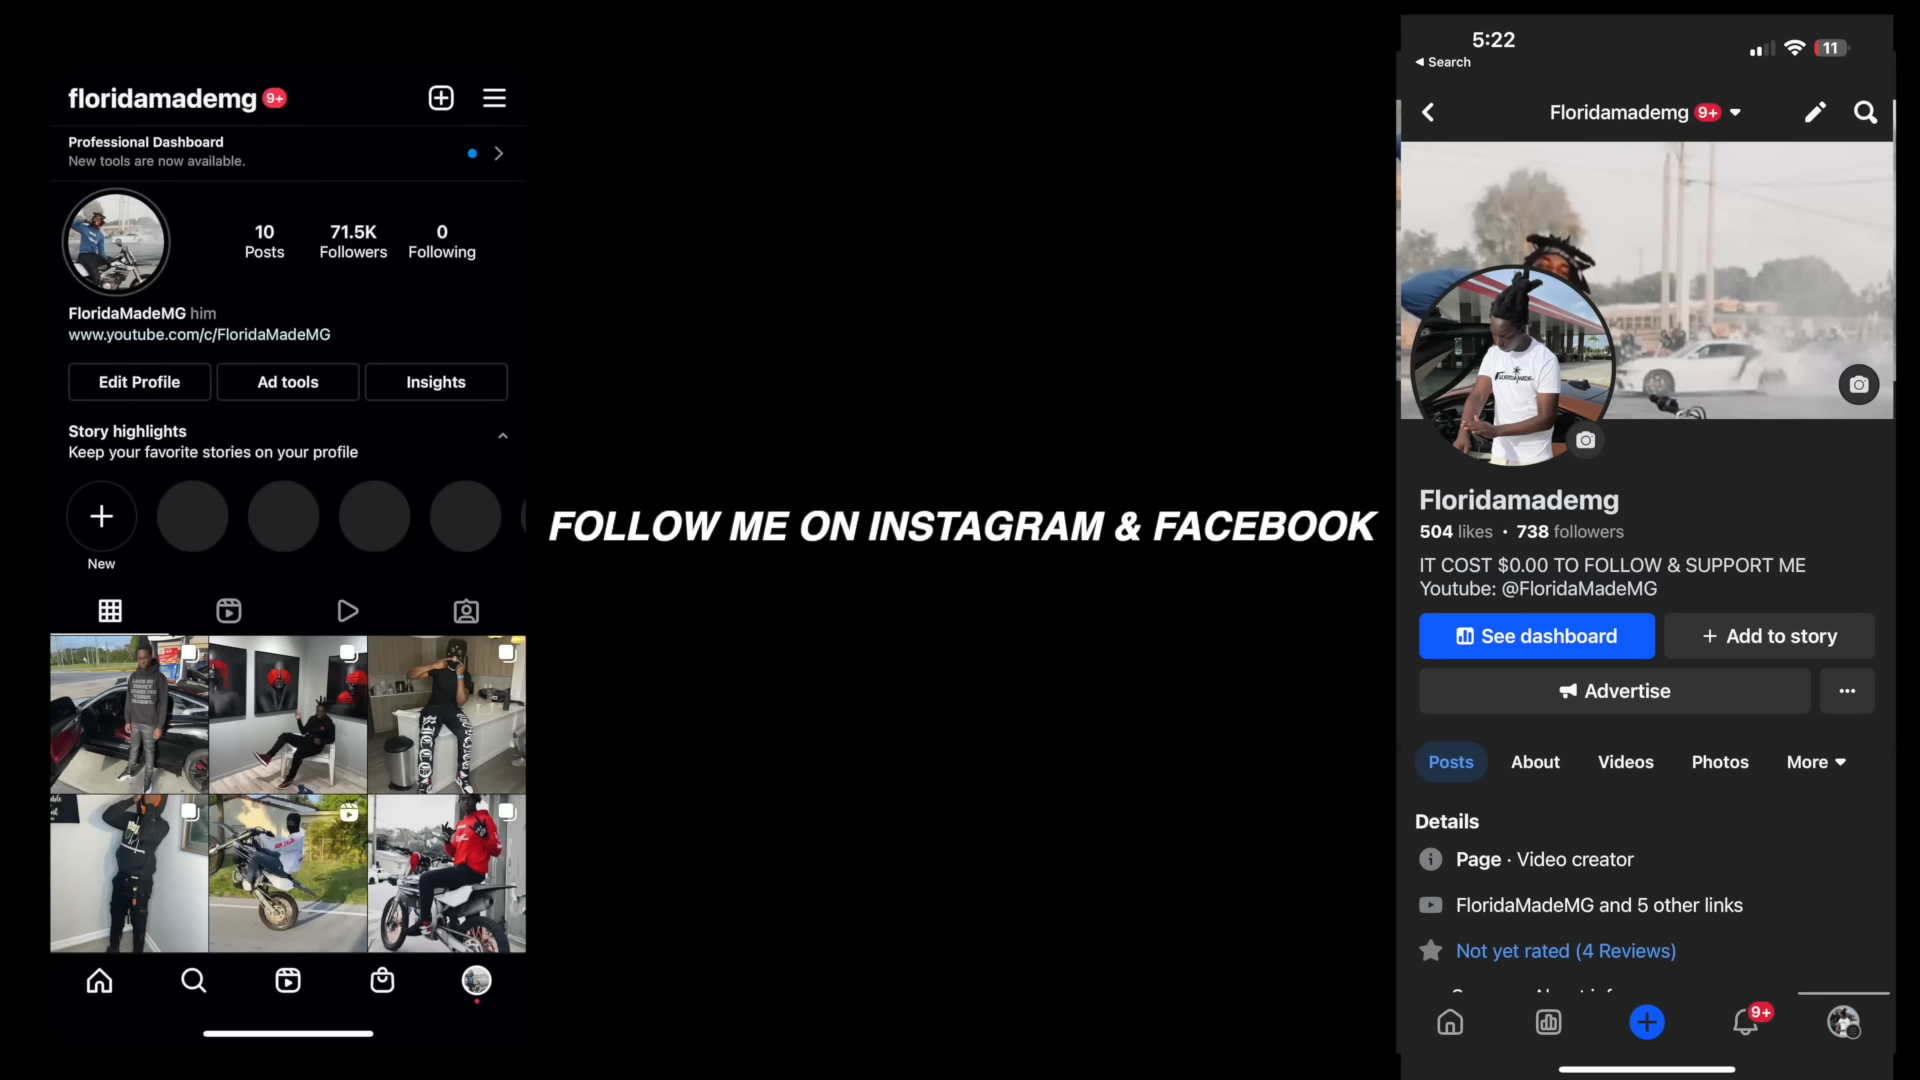 floridamademg 9+
Professional Dashboard
New tools are now available.
10
Posts
71.5K
Followers
0
Following
FloridaMadeMG him
www.youtube.com/c/FloridaMadeMG
Edit Profile
Ad tools
Insights
Story highlights
Keep your favorite stories on your profile
New
FOLLOW ME ON INSTAGRAM & FACEBOOK
5:22
11
Search
Floridamademg 9+
Floridamademg
504 likes • 738 followers
IT COST $0.00 TO FOLLOW & SUPPORT ME
Youtube: @FloridaMadeMG
See dashboard
Add to story
Advertise
Posts
About
Videos
Photos
More
Details
Page · Video creator
FloridaMadeMG and 5 other links
Not yet rated (4 Reviews)
9+